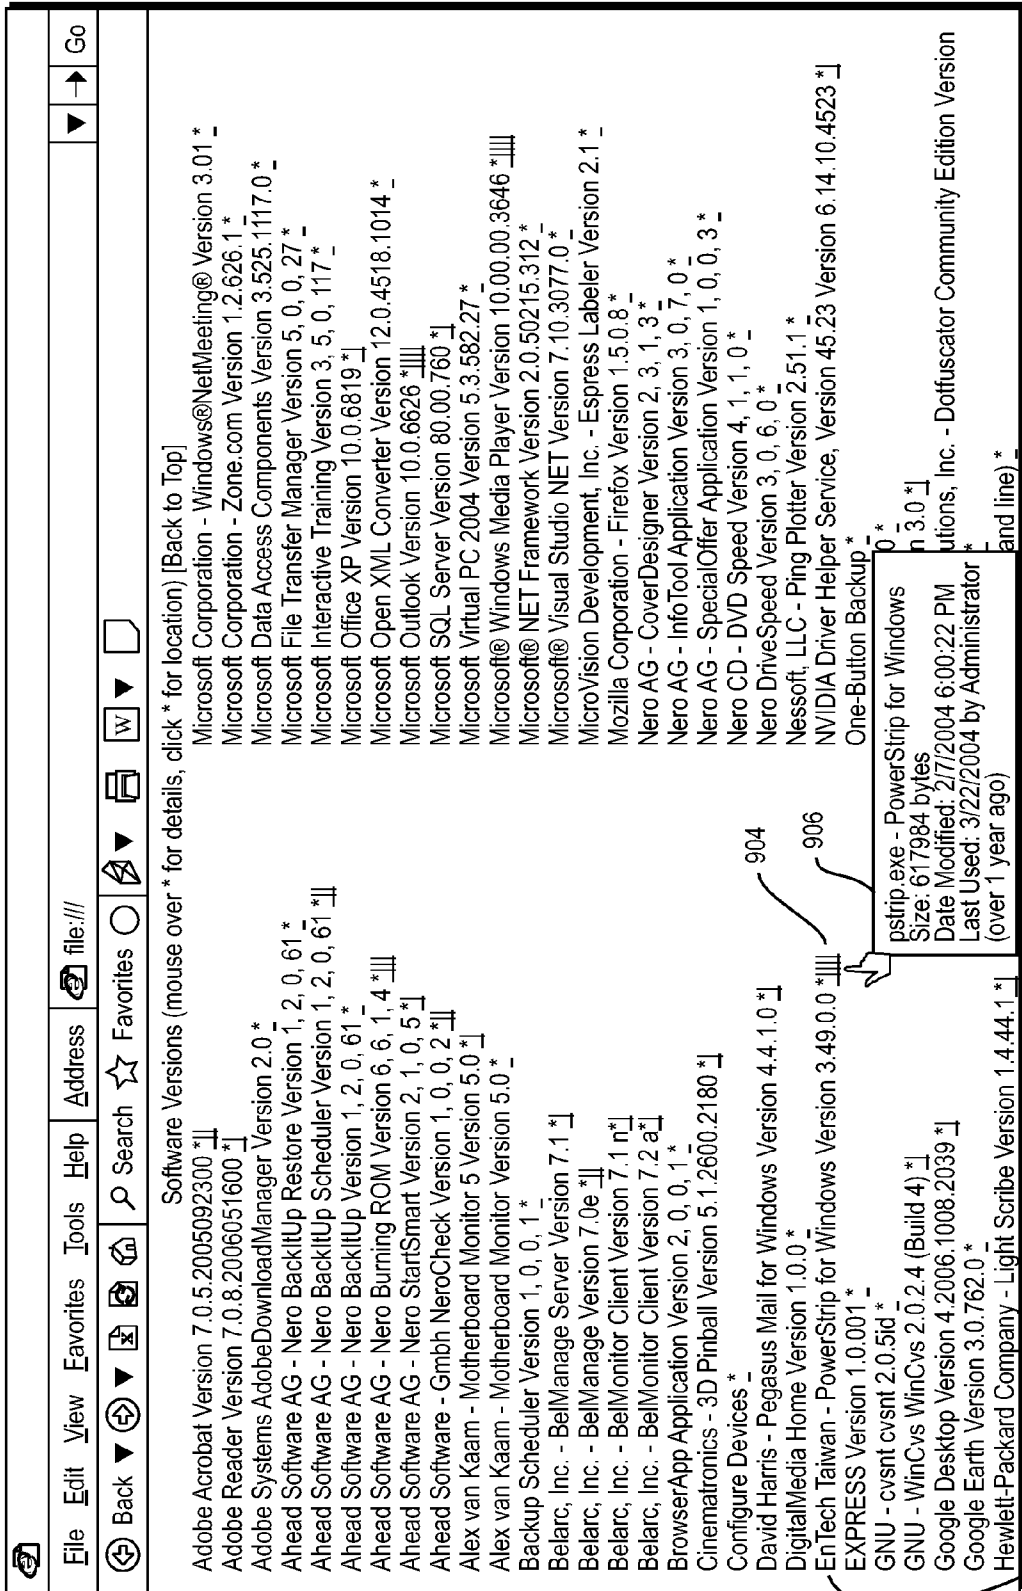 File Edit View Favorites Tools Help Address file:/// Go
Back Search Favorites W
Software Versions (mouse over * for details, click * for location) [Back to Top]
Adobe Acrobat Version 7.0.5.2005092300 *
Adobe Reader Version 7.0.8.2006051600 *
Adobe Systems AdobeDownloadManager Version 2.0 *
Ahead Software AG - Nero BackItUp Restore Version 1, 2, 0, 61 *
Ahead Software AG - Nero BackItUp Scheduler Version 1, 2, 0, 61 *
Ahead Software AG - Nero BackItUp Version 1, 2, 0, 61 *
Ahead Software AG - Nero Burning ROM Version 6, 6, 1, 4 *
Ahead Software AG - Nero StartSmart Version 2, 1, 0, 5 *
Ahead Software - Gmbh NeroCheck Version 1, 0, 0, 2 *
Alex van Kaam - Motherboard Monitor 5 Version 5.0 *
Alex van Kaam - Motherboard Monitor Version 5.0 *
Backup Scheduler Version 1, 0, 0, 1 *
Belarc, Inc. - BelManage Server Version 7.1 *
Belarc, Inc. - BelManage Version 7.0e *
Belarc, Inc. - BelMonitor Client Version 7.1 n*
Belarc, Inc. - BelMonitor Client Version 7.2 a*
BrowserApp Application Version 2, 0, 0, 1 *
Cinematronics - 3D Pinball Version 5.1.2600.2180 *
Configure Devices *
David Harris - Pegasus Mail for Windows Version 4.4.1.0 *
DigitalMedia Home Version 1.0.0 *
EnTech Taiwan - PowerStrip for Windows Version 3.49.0.0 *
EXPRESS Version 1.0.001 *
GNU - cvsnt cvsnt 2.0.5id*
GNU - WinCvs WinCvs 2.0.2.4 (Build 4) *
Google Desktop Version 4.2006.1008.2039 *
Google Earth Version 3.0.762.0 *
Hewlett-Packard Company - Light Scribe Version 1.4.44.1 *
Microsoft Corporation - Windows®NetMeeting® Version 3.01 *
Microsoft Corporation - Zone.com Version 1.2.626.1 *
Microsoft Data Access Components Version 3.525.1117.0 *
Microsoft File Transfer Manager Version 5, 0, 0, 27 *
Microsoft Interactive Training Version 3, 5, 0, 117 *
Microsoft Office XP Version 10.0.6819 *
Microsoft Open XML Converter Version 12.0.4518.1014 *
Microsoft Outlook Version 10.0.6626 *
Microsoft SQL Server Version 80.00.760 *
Microsoft Virtual PC 2004 Version 5.3.582.27 *
Microsoft® Windows Media Player Version 10.00.00.3646 *
Microsoft® NET Framework Version 2.0.50215.312 *
Microsoft® Visual Studio NET Version 7.10.3077.0 *
MicroVision Development, Inc. - Espress Labeler Version 2.1 *
Mozilla Corporation - Firefox Version 1.5.0.8 *
Nero AG - CoverDesigner Version 2, 3, 1, 3 *
Nero AG - InfoTool Application Version 3, 0, 7, 0 *
Nero AG - SpecialOffer Application Version 1, 0, 0, 3 *
Nero CD - DVD Speed Version 4, 1, 1, 0 *
Nero DriveSpeed Version 3, 0, 6, 0 *
Nessoft, LLC - Ping Plotter Version 2.51.1 *
NVIDIA Driver Helper Service, Version 45.23 Version 6.14.10.4523 *
One-Button Backup *
0 *
n 3.0 *
utions, Inc. - Dotfuscator Community Edition Version
*
and line) *
904
906
pstrip.exe - PowerStrip for Windows
Size: 617984 bytes
Date Modified: 2/7/2004 6:00:22 PM
Last Used: 3/22/2004 by Administrator
(over 1 year ago)